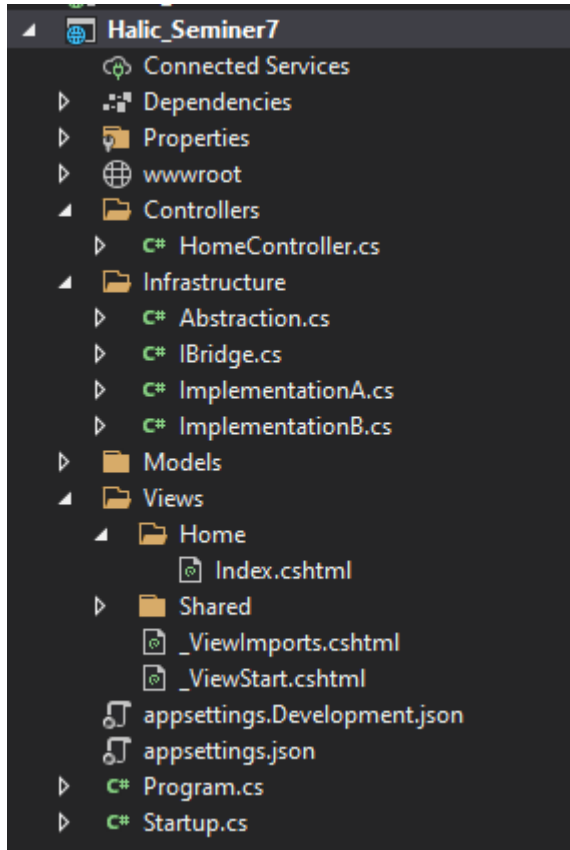 Halic_Seminer7
Connected Services
Dependencies
Properties
wwwroot
Controllers
C# HomeController.cs
Infrastructure
C# Abstraction.cs
C# IBridge.cs
C# ImplementationA.cs
C# ImplementationB.cs
Models
Views
Home
Index.cshtml
Shared
_ViewImports.cshtml
_ViewStart.cshtml
appsettings.Development.json
appsettings.json
C# Program.cs
C# Startup.cs